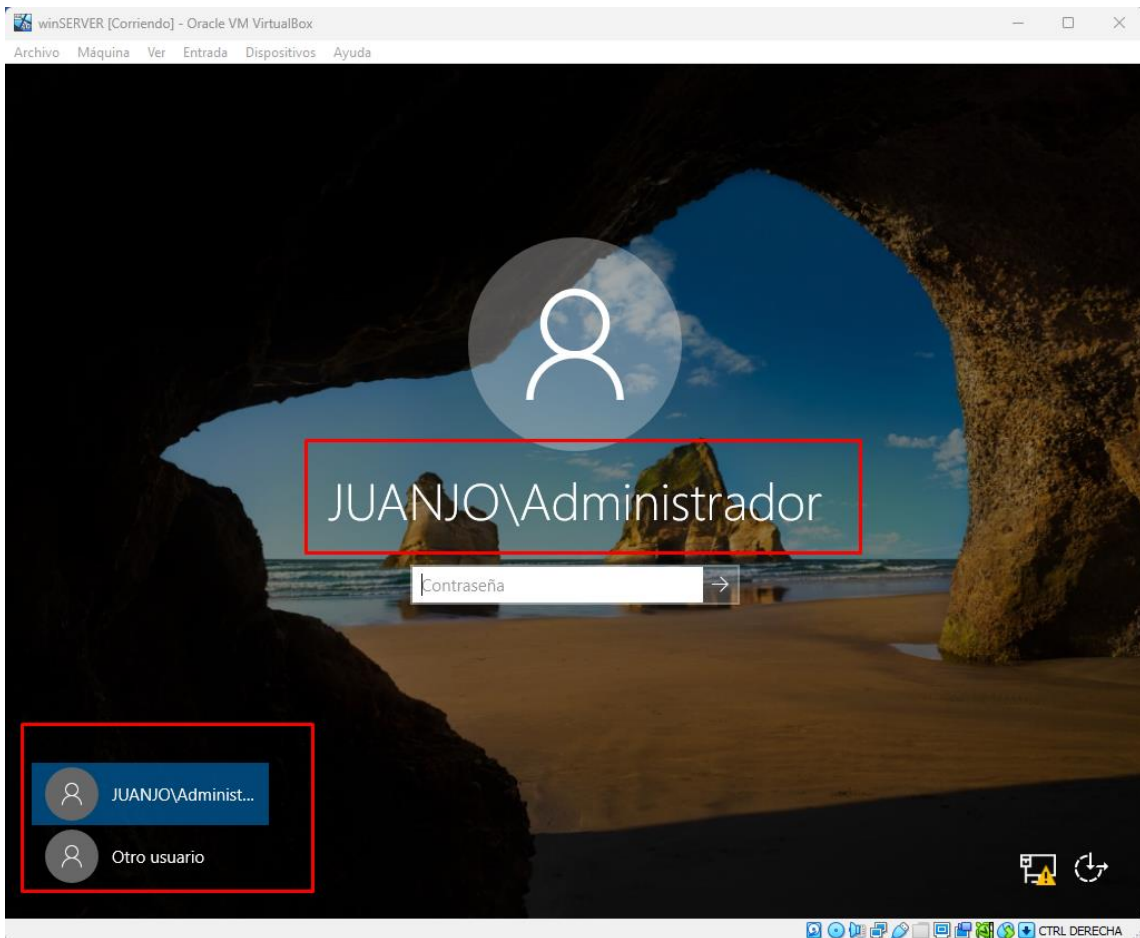 winSERVER [Corriendo] - Oracle VM VirtualBox
Archivo Máquina Ver Entrada Dispositivos Ayuda
JUANJO\Administrador
Contraseña
JUANJO\Administ...
Otro usuario
CTRL DERECHA